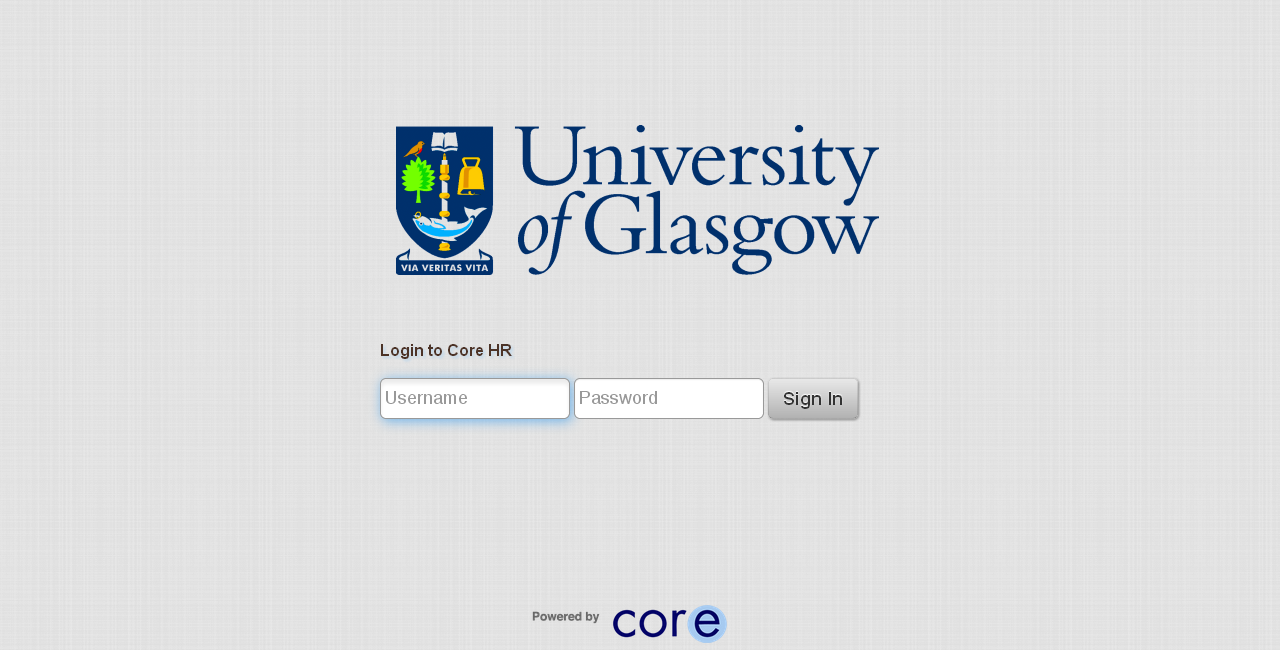 University
of Glasgow
VIA VERITAS VITA
Login to Core HR
Username Password Sign In
Powered by core